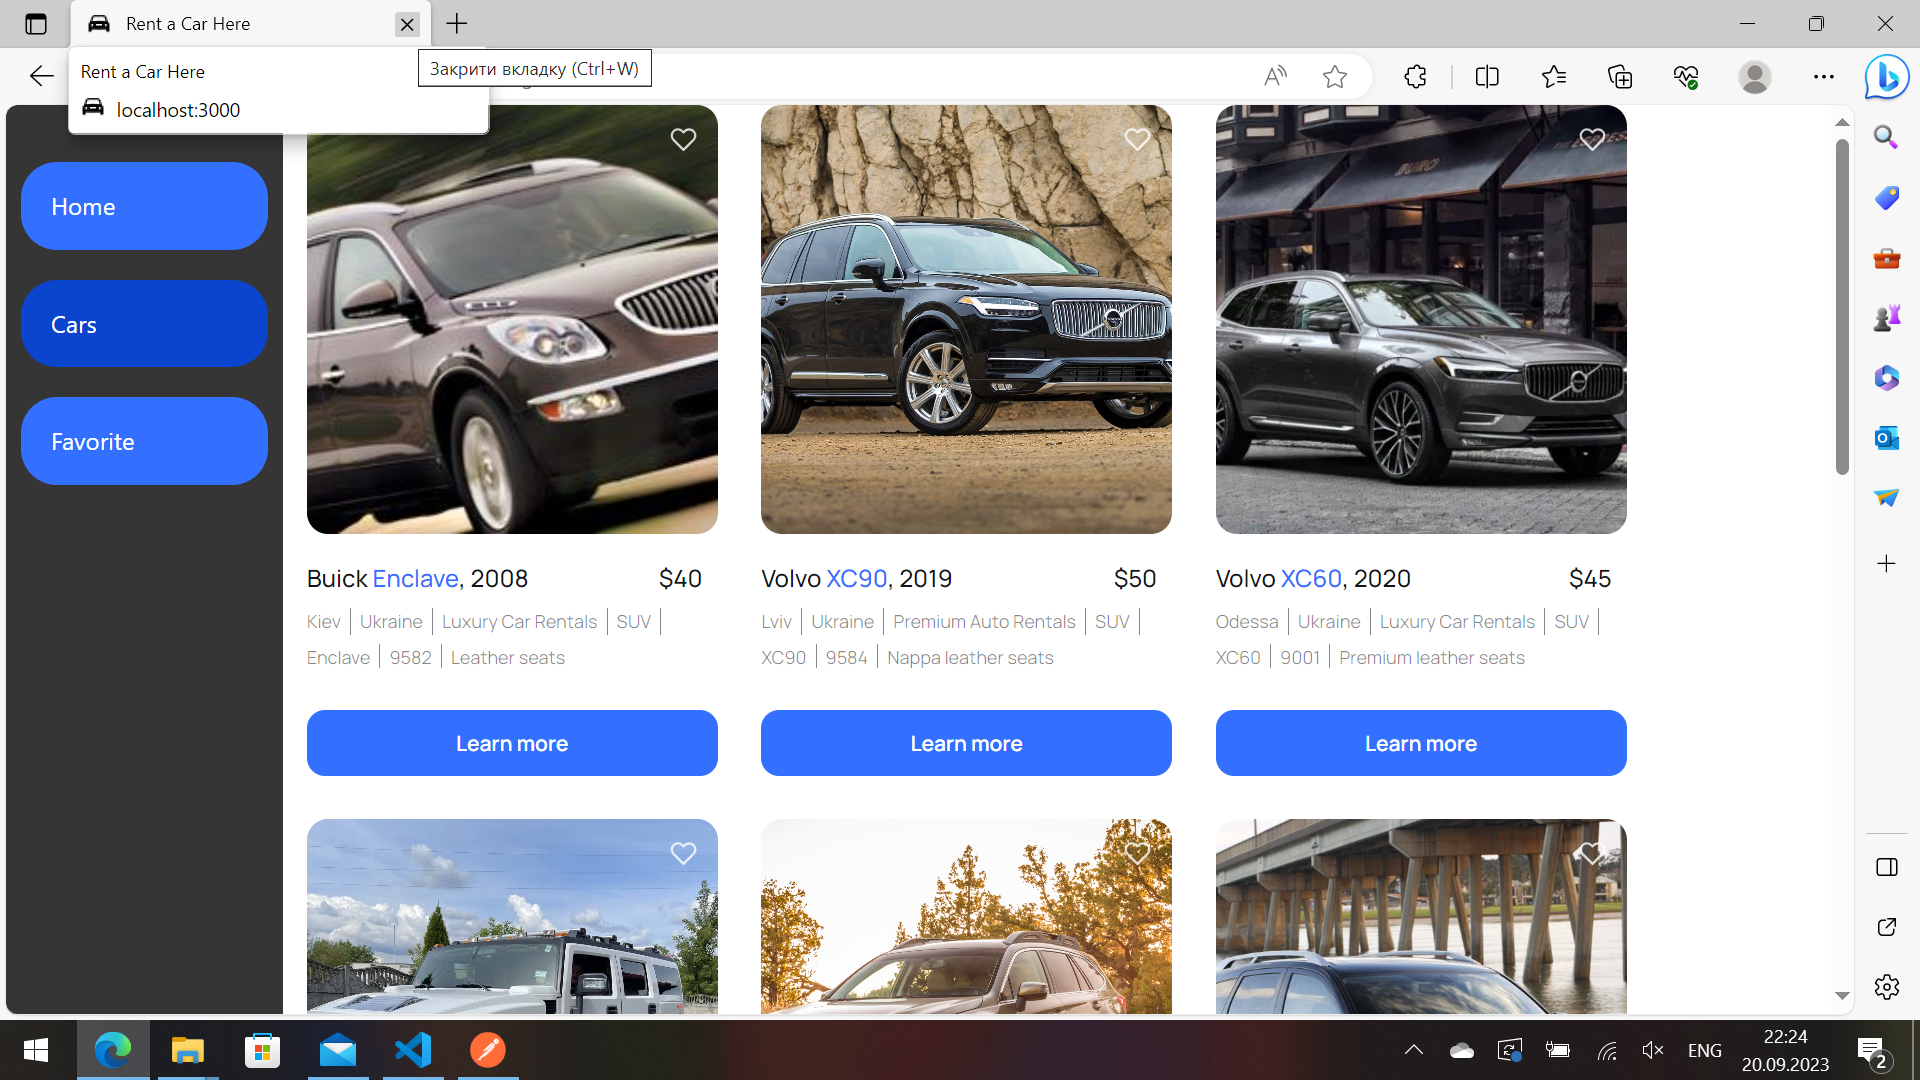 Rent a Car Here
Rent a Car Here
Закрити вкладку (Ctrl+W)
localhost:3000
Home
Cars
Favorite
Buick Enclave, 2008 $40
Kiev | Ukraine | Luxury Car Rentals | SUV |
Enclave | 9582 | Leather seats
Learn more
Volvo XC90, 2019 $50
Lviv | Ukraine | Premium Auto Rentals | SUV |
XC90 | 9584 | Nappa leather seats
Learn more
Volvo XC60, 2020 $45
Odessa | Ukraine | Luxury Car Rentals | SUV |
XC60 | 9001 | Premium leather seats
Learn more
ENG
22:24
20.09.2023
2